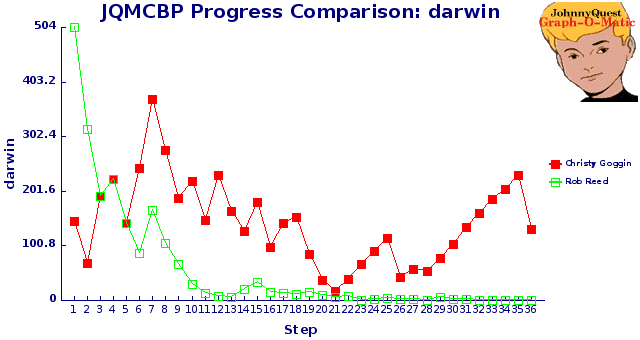 JQMCBP Progress Comparison: darwin
JohnnyQuest
Graph-O-Matic
504
403.2
302.4
201.6
100.8
0
darwin
1 2 3 4 5 6 7 8 9 10 11 12 13 14 15 16 17 18 19 20 21 22 23 24 25 26 27 28 29 30 31 32 33 34 35 36
Step
Christy Goggin
Rob Reed